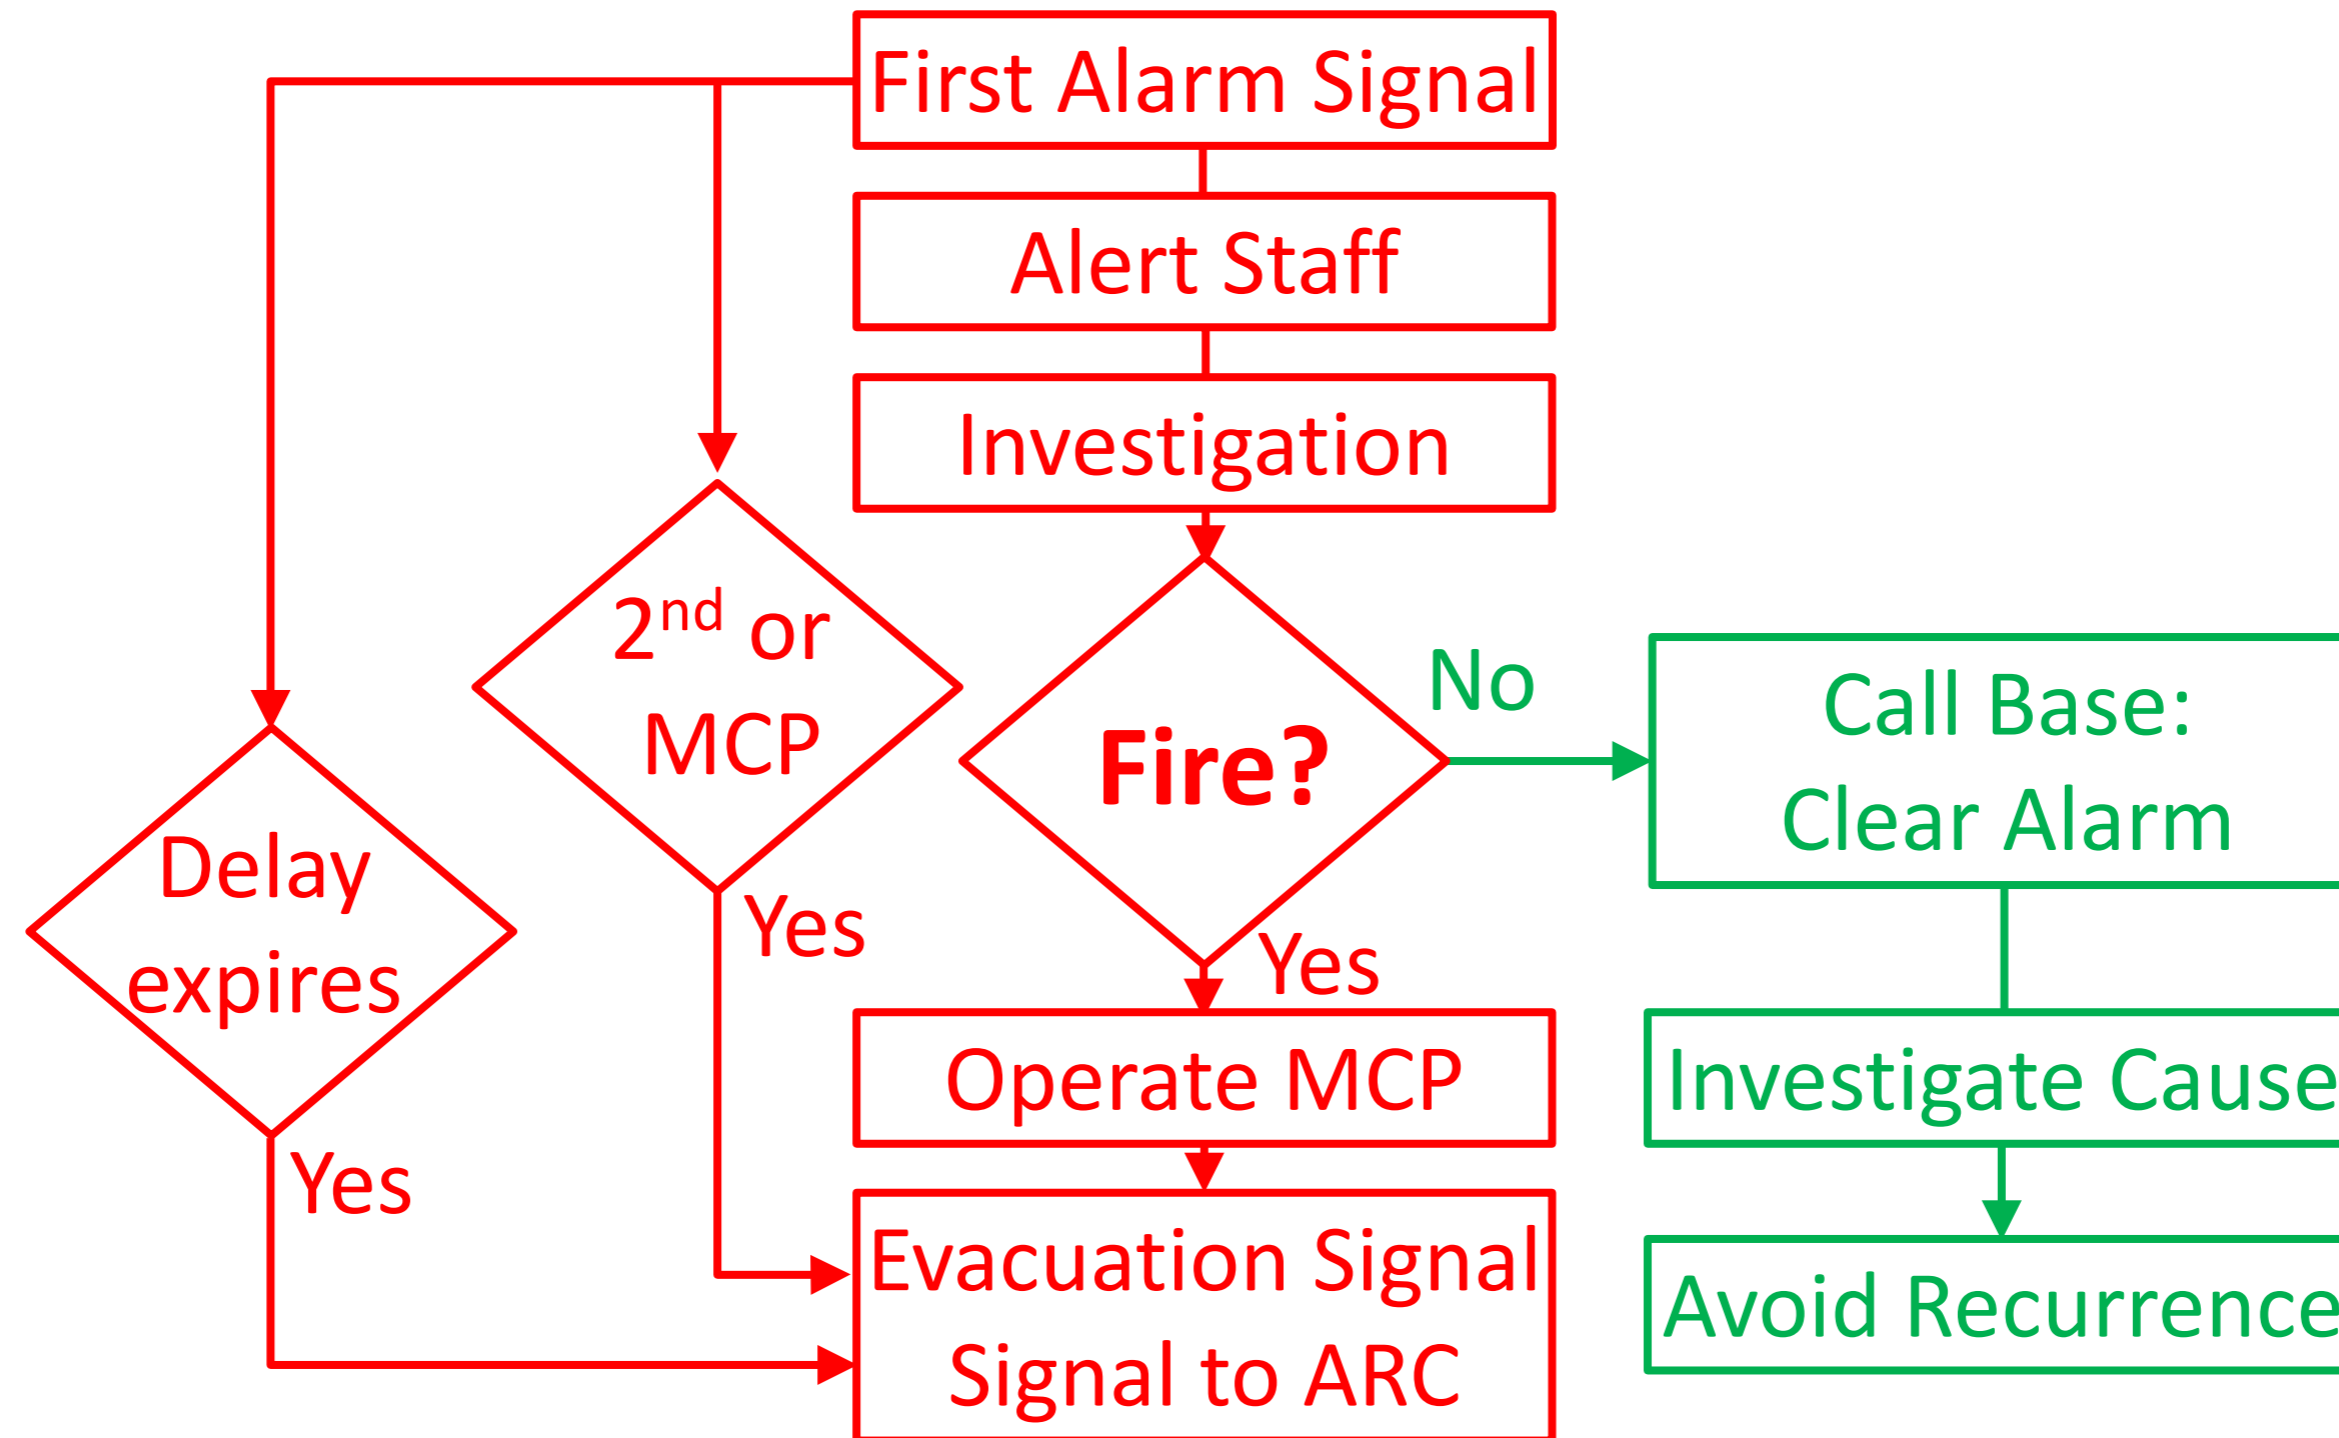 First Alarm Signal
Alert Staff
Investigation
2nd or
MCP
Fire?
No
Call Base:
Clear Alarm
Delay
expires
Yes
Yes
Operate MCP
Investigate Cause
Yes
Evacuation Signal
Signal to ARC
Avoid Recurrence